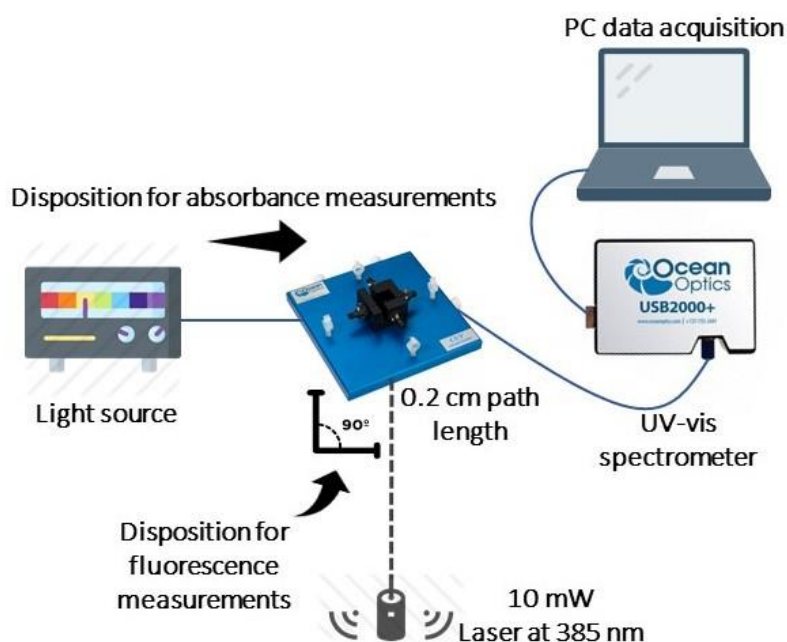 PC data acquisition
Disposition for absorbance measurements
Ocean
Optics
USB2000+
Light source
90º
0.2 cm path
length
UV-vis
spectrometer
Disposition for
fluorescence
measurements
10 mW
Laser at 385 nm